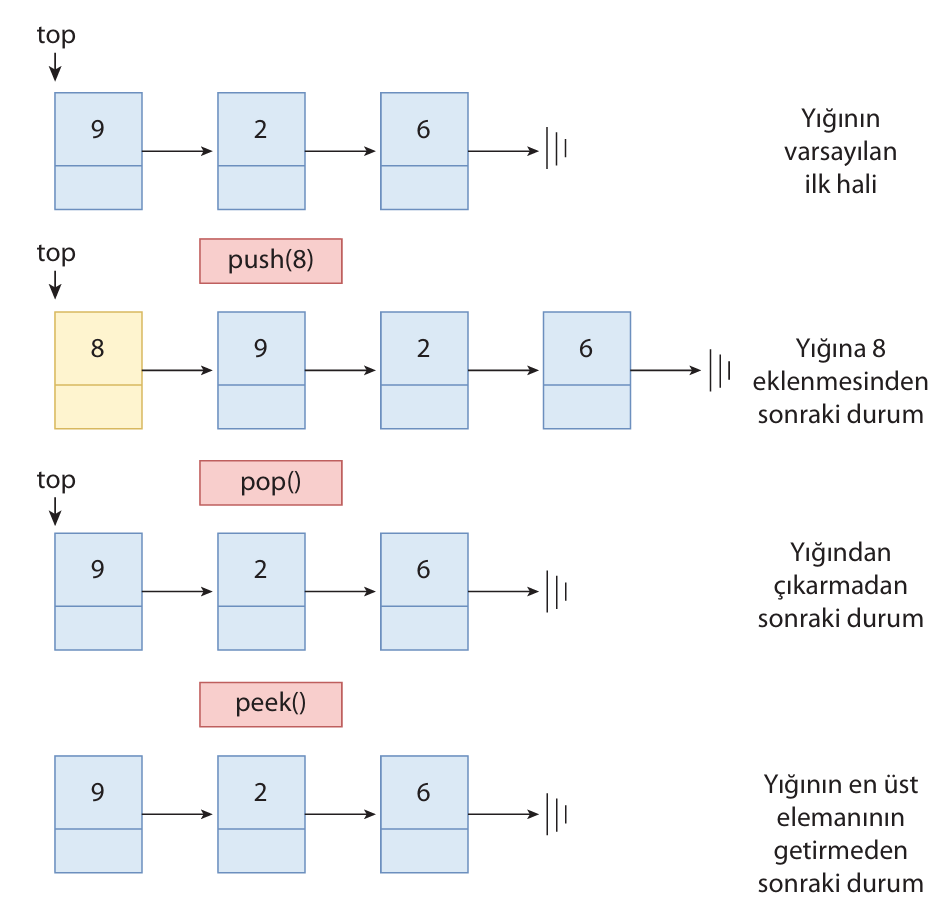 top
9
2
6
Yığının
varsayılan
ilk hali
top
push(8)
8
9
2
6
Yığına 8
eklenmesinden
sonraki durum
top
pop()
9
2
6
Yığından
çıkarmadan
sonraki durum
peek()
9
2
6
Yığının en üst
elemanının
getirmeden
sonraki durum